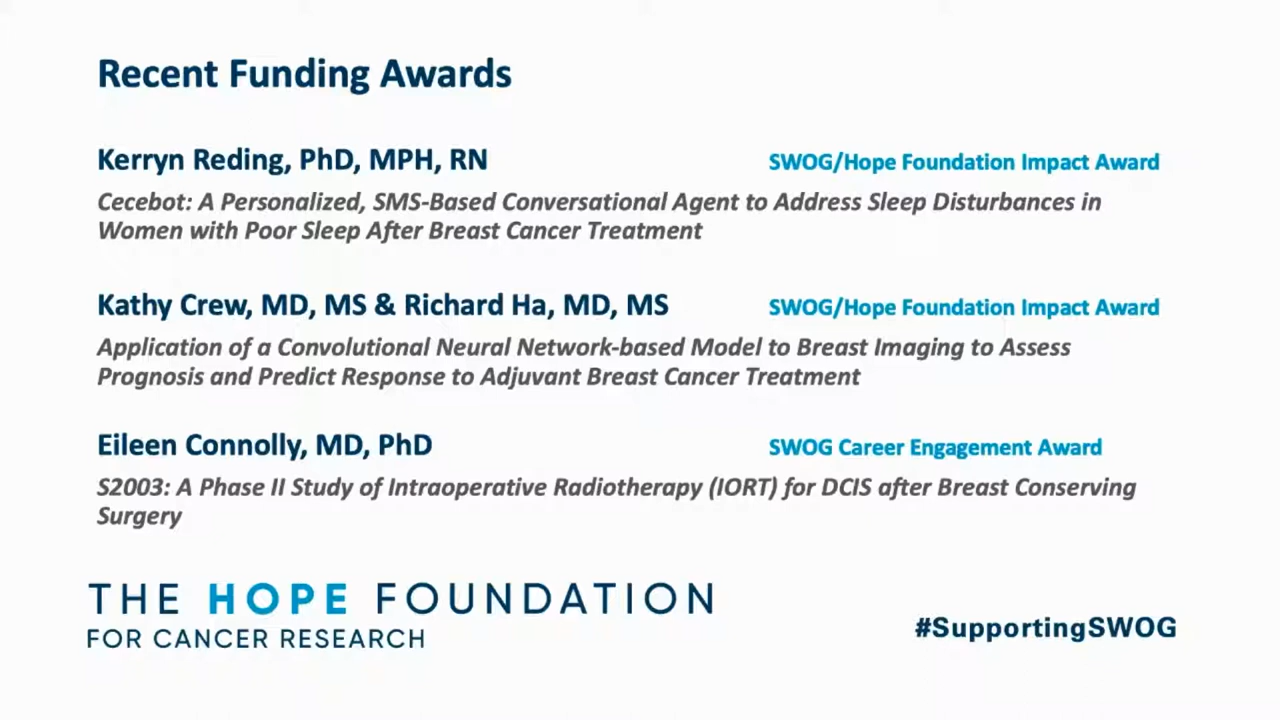 Recent Funding Awards
Kerryn Reding, PhD, MPH, RN
SWOG/Hope Foundation Impact Award
Cecebot: A Personalized, SMS-Based Conversational Agent to Address Sleep Disturbances in
Women with Poor Sleep After Breast Cancer Treatment
Kathy Crew, MD, MS & Richard Ha, MD, MS
SWOG/Hope Foundation Impact Award
Application of a Convolutional Neural Network-based Model to Breast Imaging to Assess
Prognosis and Predict Response to Adjuvant Breast Cancer Treatment
Eileen Connolly, MD, PhD
SWOG Career Engagement Award
S2003: A Phase II Study of Intraoperative Radiotherapy (IORT) for DCIS after Breast Conserving
Surgery
THE HOPE FOUNDATION
FOR CANCER RESEARCH
#SupportingSWOG